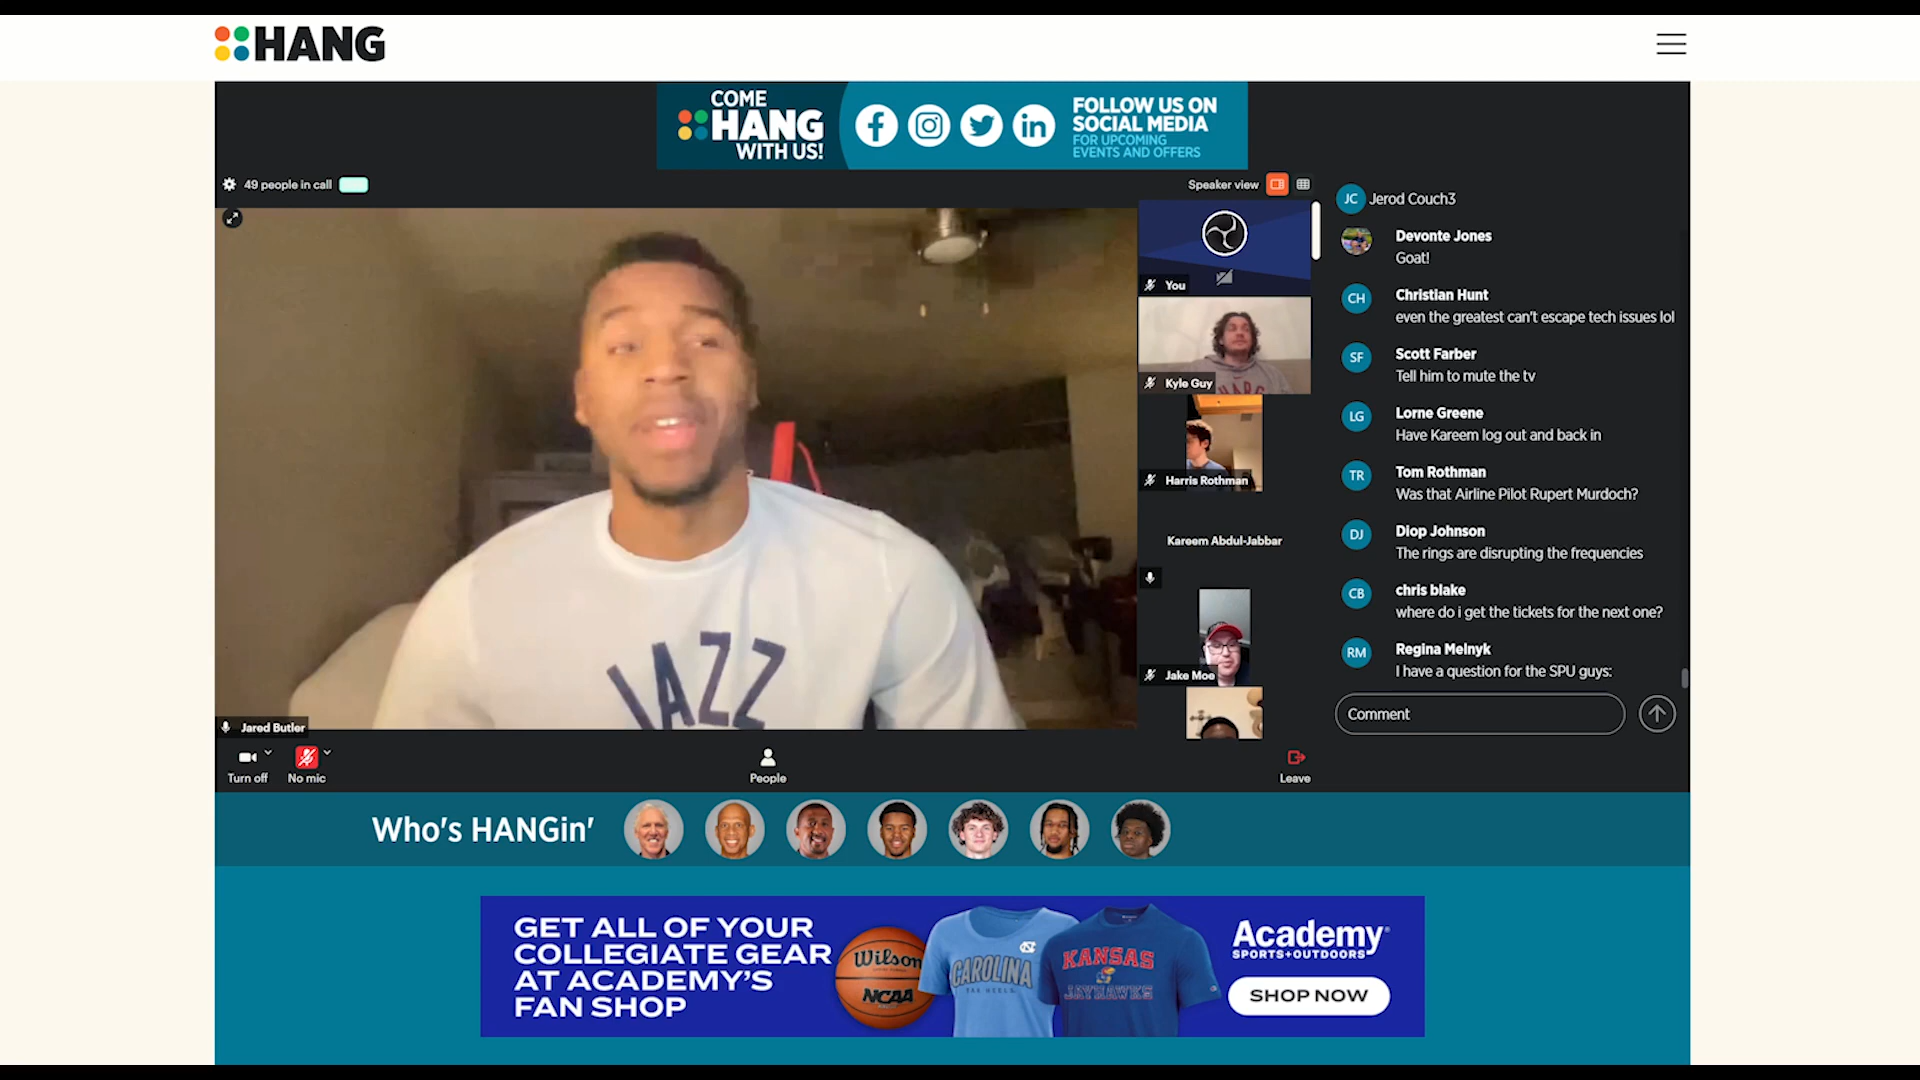 HANG
COME
HANG
WITH US!
FOLLOW US ON
SOCIAL MEDIA
FOR UPCOMING
EVENTS AND OFFERS
49 people in call
Speaker view
JAZZ
Jared Butler
You
Kyle Guy
Harris Rothman
Kareem Abdul-Jabbar
Jake Moe
JC Jerod Couch3
Devonte Jones
Goat!
CH Christian Hunt
even the greatest can't escape tech issues lol
SF Scott Farber
Tell him to mute the tv
LG Lorne Greene
Have Kareem log out and back in
TR Tom Rothman
Was that Airline Pilot Rupert Murdoch?
DJ Diop Johnson
The rings are disrupting the frequencies
CB chris blake
where do i get the tickets for the next one?
RM Regina Melnyk
I have a question for the SPU guys:
Comment
Turn off
No mic
People
Leave
Who's HANGin'
GET ALL OF YOUR
COLLEGIATE GEAR
AT ACADEMY'S
FAN SHOP
Wilson
NCAA
NC
CAROLINA
TAR HEELS
KANSAS
JAYHAWKS
Academy
SPORTS+OUTDOORS
SHOP NOW